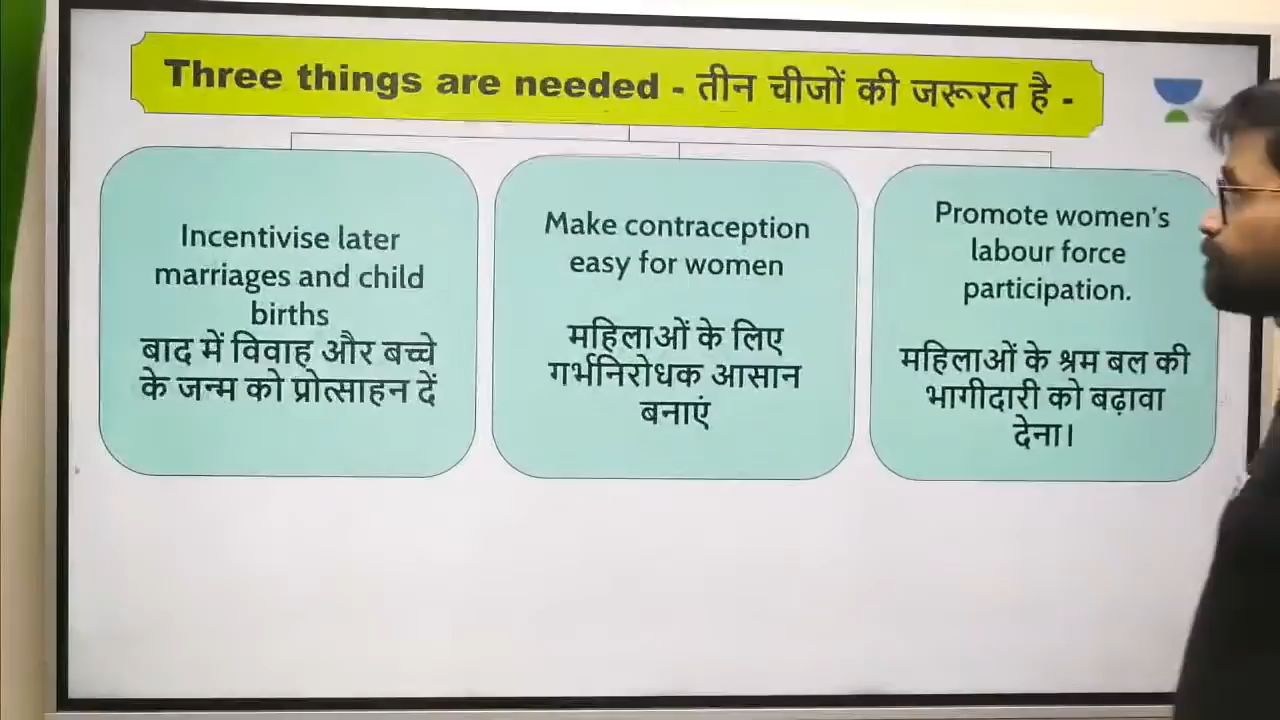 Three things are needed - तीन चीजों की जरूरत है -
Incentivise later
marriages and child
births
बाद में विवाह और बच्चे
के जन्म को प्रोत्साहन दें
Make contraception
easy for women
महिलाओं के लिए
गर्भनिरोधक आसान
बनाएं
Promote women's
labour force
participation.
महिलाओं के श्रम बल की
भागीदारी को बढ़ावा
देना।